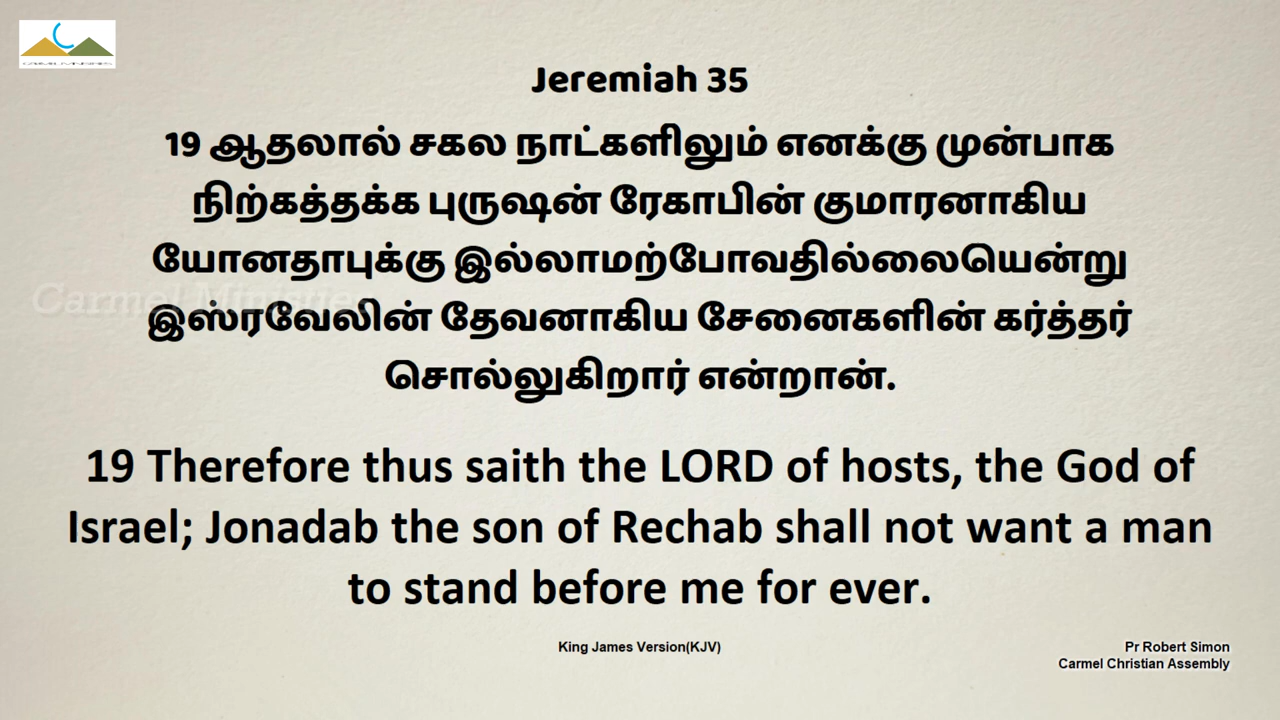 Jeremiah 35
19 ஆதலால் சகல நாட்களிலும் எனக்கு முன்பாக
நிற்கத்தக்க புருஷன் ரேகாபின் குமாரனாகிய
யோனதாபுக்கு இல்லாமற்போவதில்லையென்று
Carmel Ministries
இஸ்ரவேலின் தேவனாகிய சேனைகளின் கர்த்தர்
சொல்லுகிறார் என்றான்.
19 Therefore thus saith the LORD of hosts, the God of
Israel; Jonadab the son of Rechab shall not want a man
to stand before me for ever.
King James Version(KJV)
Pr Robert Simon
Carmel Christian Assembly